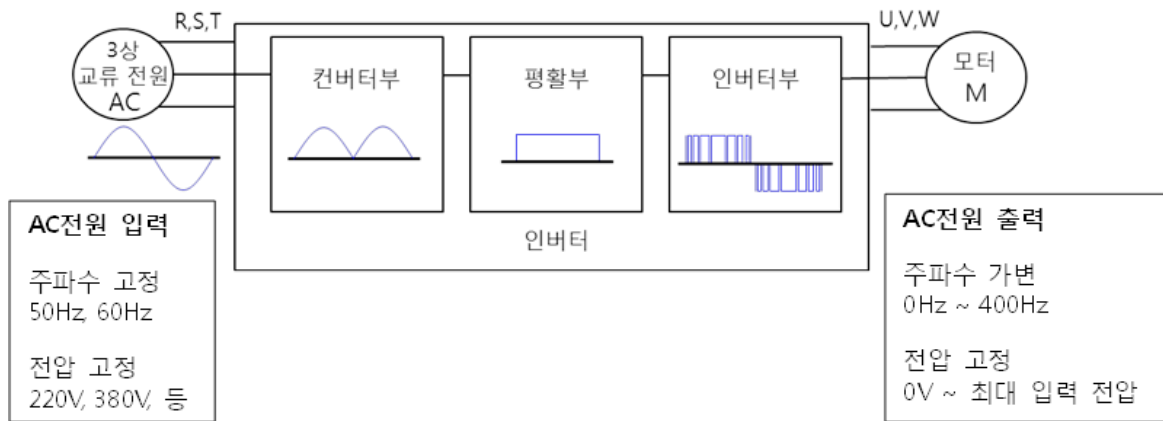 R,S,T
U,V,W
3상
교류 전원
AC
컨버터부
평활부
인버터부
모터
M
인버터
AC전원 입력
주파수 고정
50Hz, 60Hz
전압 고정
220V, 380V, 등
AC전원 출력
주파수 가변
0Hz ~ 400Hz
전압 고정
0V ~ 최대 입력 전압